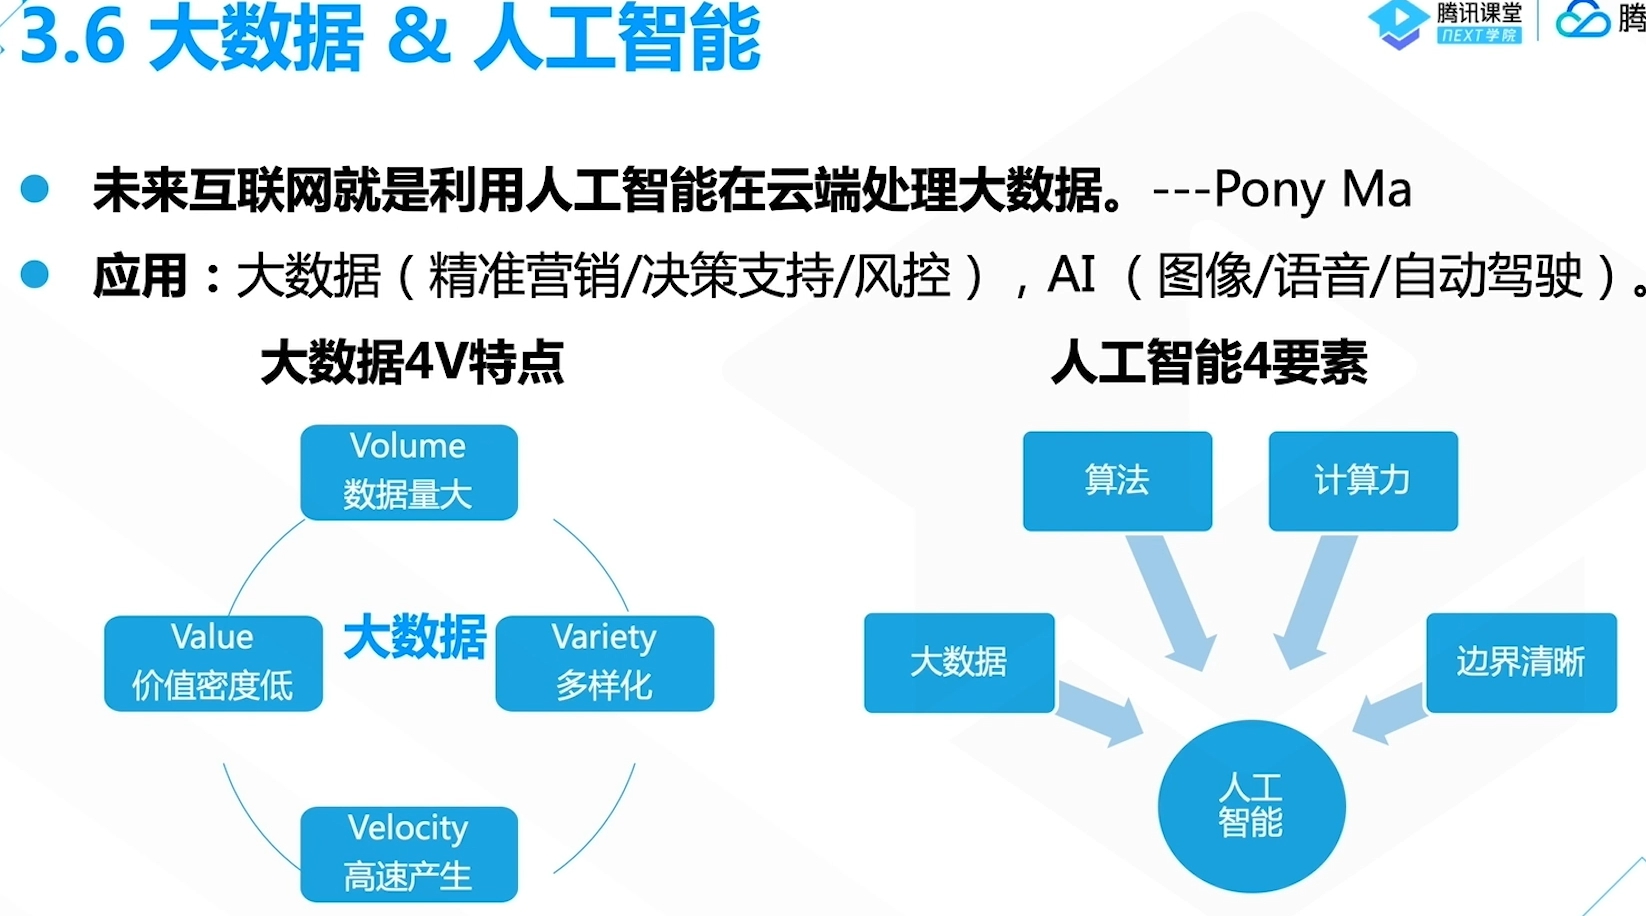 3.6 大数据 & 人工智能
腾讯课堂
NEXT学院
腾
未来互联网就是利用人工智能在云端处理大数据。---Pony Ma
应用：大数据（精准营销/决策支持/风控），AI（图像/语音/自动驾驶）。
大数据4V特点
人工智能4要素
Volume
数据量大
Value
价值密度低
大数据
Variety
多样化
Velocity
高速产生
算法
计算力
大数据
边界清晰
人工
智能